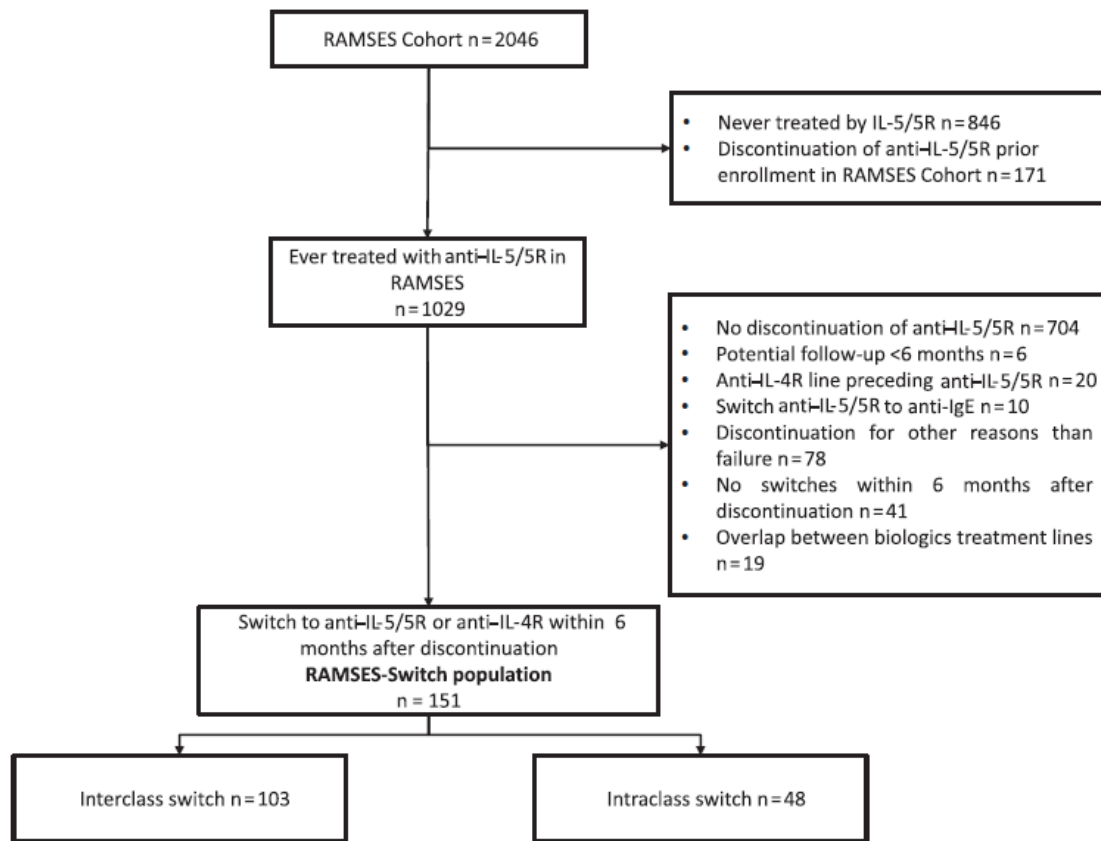 RAMSES Cohort n=2046
• Never treated by IL-5/5R n=846
• Discontinuation of anti-IL-5/5R prior
enrollment in RAMSES Cohort n=171
Ever treated with anti-IL-5/5R in
RAMSES
n=1029
• No discontinuation of anti-IL-5/5R n=704
• Potential follow-up <6 months n=6
• Anti-IL-4R line preceding anti-IL-5/5R n=20
• Switch anti-IL-5/5R to anti-IgE n=10
• Discontinuation for other reasons than
failure n=78
• No switches within 6 months after
discontinuation n=41
• Overlap between biologics treatment lines
n=19
Switch to anti-IL-5/5R or anti-IL-4R within 6
months after discontinuation
RAMSES-Switch population
n = 151
Interclass switch n=103
Intraclass switch n=48